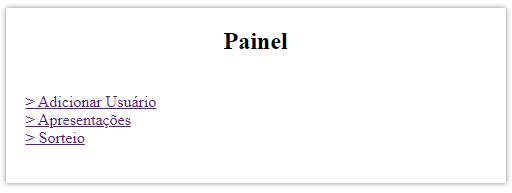 Painel
> Adicionar Usuário
> Apresentações
> Sorteio